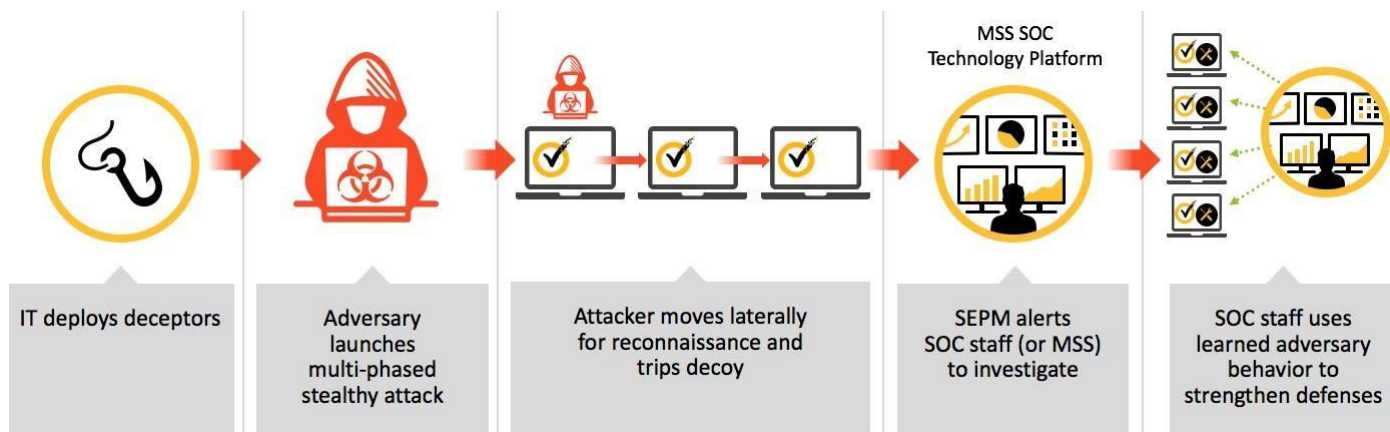 MSS SOC
Technology Platform
IT deploys deceptors
Adversary
launches
multi-phased
stealthy attack
Attacker moves laterally
for reconnaissance and
trips decoy
SEPM alerts
SOC staff (or MSS)
to investigate
SOC staff uses
learned adversary
behavior to
strengthen defenses